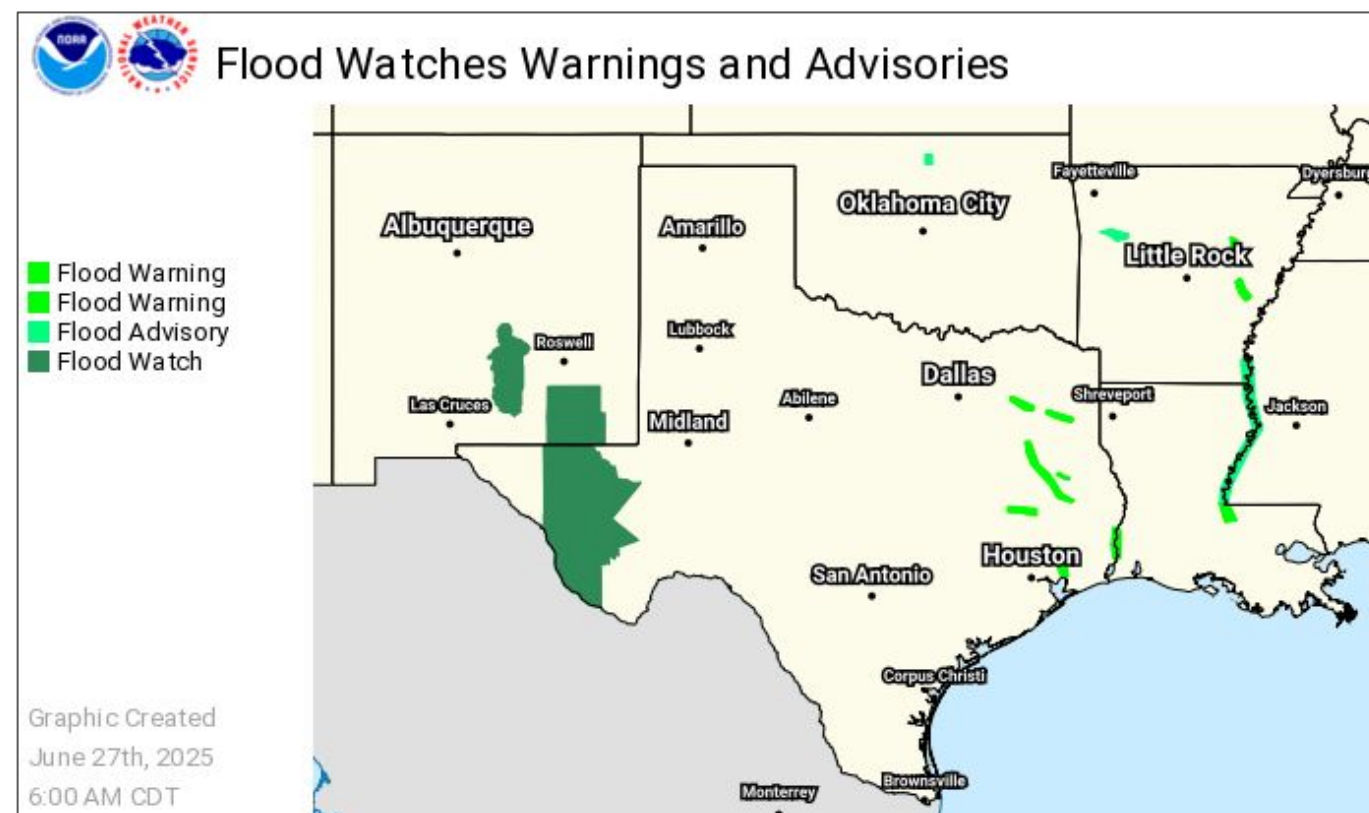 NOAA
NATIONAL WEATHER SERVICE
Flood Watches Warnings and Advisories
Fayetteville
Dyersburg
Oklahoma City
Albuquerque
Amarillo
Little Rock
Flood Warning
Flood Warning
Flood Advisory
Flood Watch
Lubbock
Roswell
Dallas
Shreveport
Las Cruces
Abilene
Jackson
Midland
Houston
San Antonio
Corpus Christi
Graphic Created
June 27th, 2025
6:00 AM CDT
Brownsville
Monterrey